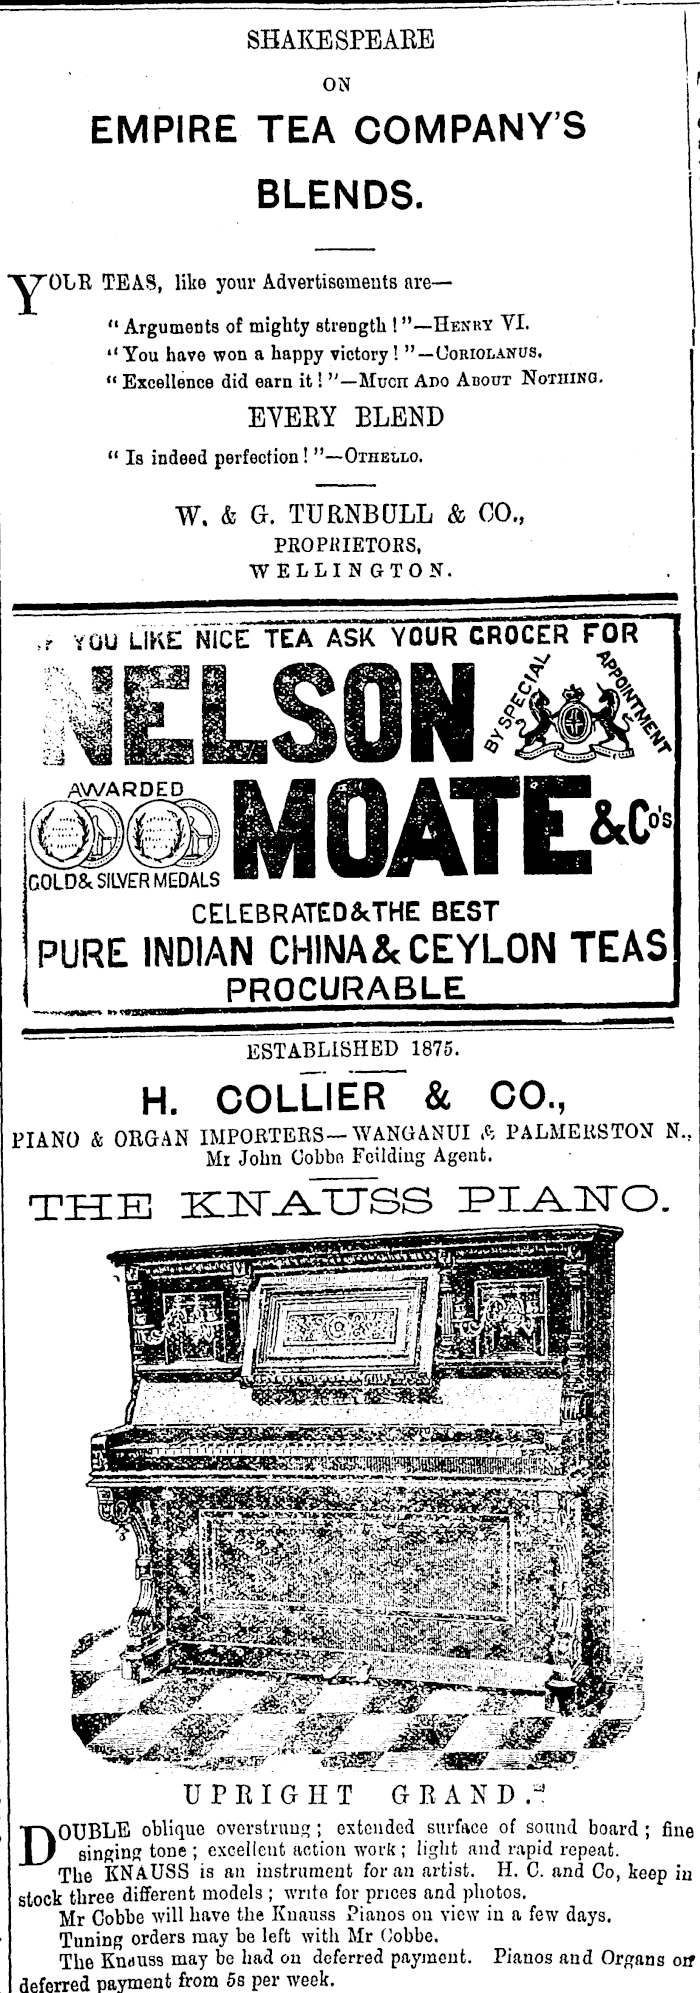 SHAKESPEARE
ON
EMPIRE TEA COMPANY'S
BLENDS.
YOUR TEAS, like your Advertisements are—
"Arguments of mighty strength!"—HENRY VI.
"You have won a happy victory!"—CORIOLANUS.
"Excellence did earn it!"—MUCH ADO ABOUT NOTHING.
EVERY BLEND
"Is indeed perfection!"—OTHELLO.
W. & G. TURNBULL & CO.,
PROPRIETORS,
WELLINGTON.
IF YOU LIKE NICE TEA ASK YOUR GROCER FOR
NELSON
BY SPECIAL APPOINTMENT
MOATE & Co's
AWARDED
GOLD & SILVER MEDALS
CELEBRATED & THE BEST
PURE INDIAN CHINA & CEYLON TEAS
PROCURABLE
ESTABLISHED 1875.
H. COLLIER & CO.,
PIANO & ORGAN IMPORTERS—WANGANUI & PALMERSTON N.,
Mr John Cobbe Feilding Agent.
THE KNAUSS PIANO.
UPRIGHT GRAND.
DOUBLE oblique overstrung; extended surface of sound board; fine
singing tone; excellent action work; light and rapid repeat.
The KNAUSS is an instrument for an artist. H. C. and Co, keep in
stock three different models; write for prices and photos.
Mr Cobbe will have the Knauss Pianos on view in a few days.
Tuning orders may be left with Mr Cobbe.
The Knauss may be had on deferred payment. Pianos and Organs on
deferred payment from 5s per week.